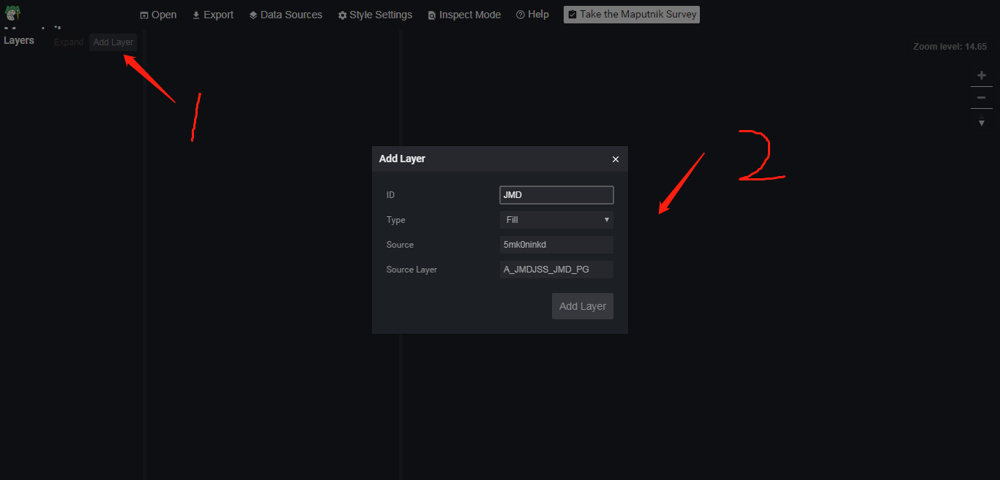 Open Export Data Sources Style Settings Inspect Mode Help Take the Maputnik Survey
Layers Expand Add Layer
Zoom level: 14.65
1
2
Add Layer ×
ID JMD
Type Fill
Source 5mk0ninkd
Source Layer A_JMDJSS_JMD_PG
Add Layer